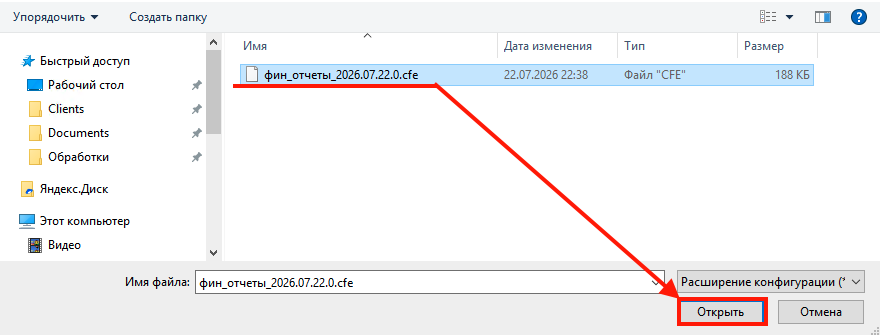 Упорядочить Создать папку
Имя Дата изменения Тип Размер
Быстрый доступ
фин_отчеты_2026.07.22.0.cfe 22.07.2026 22:38 Файл "CFE" 188 КБ
Рабочий стол
Clients
Documents
Обработки
Яндекс.Диск
Этот компьютер
Видео
Имя файла: фин_отчеты_2026.07.22.0.cfe Расширение конфигурации (*
Открыть Отмена